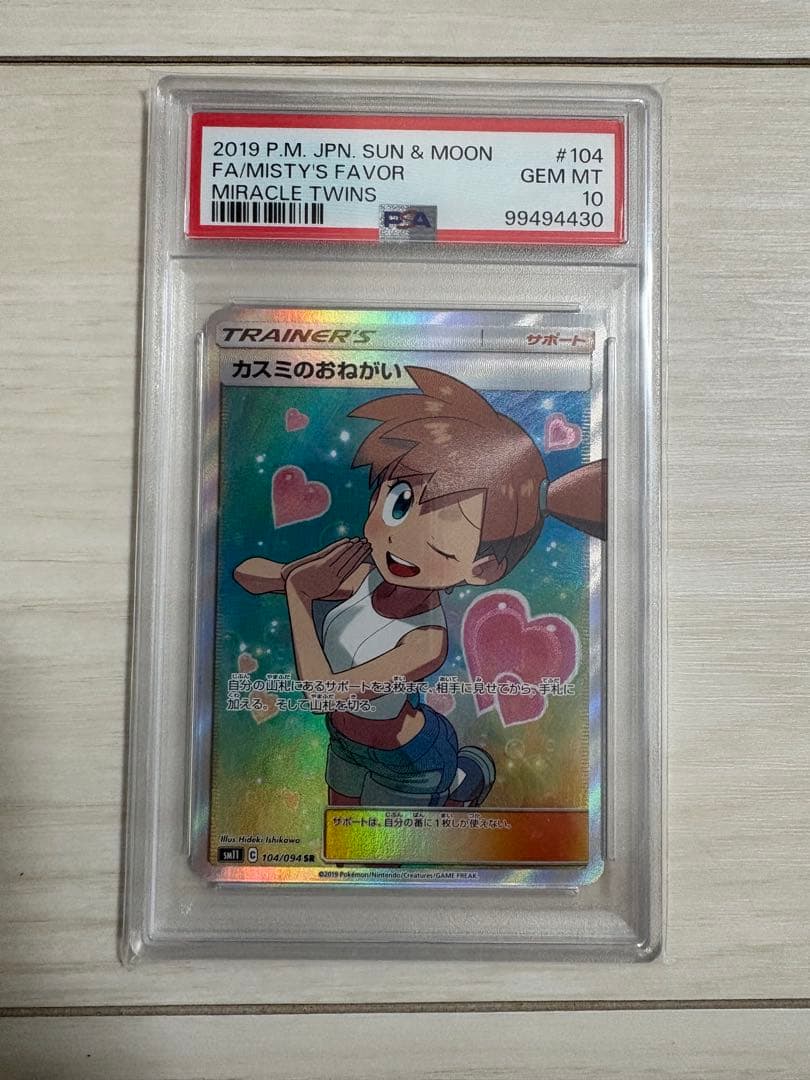 2019 P.M. JPN. SUN & MOON #104
FA/MISTY'S FAVOR GEM MT
MIRACLE TWINS 10
PSA 99494430
TRAINER'S サポート
カスミのおねがい
自分の山札にあるサポートを3枚まで、相手に見せてから、手札に
加える。そして山札を切る。
サポートは、自分の番に1枚しか使えない。
Illus. Hideki Ishikawa
sm11 C 104/094 SR
©2019 Pokémon/Nintendo/Creatures/GAME FREAK.